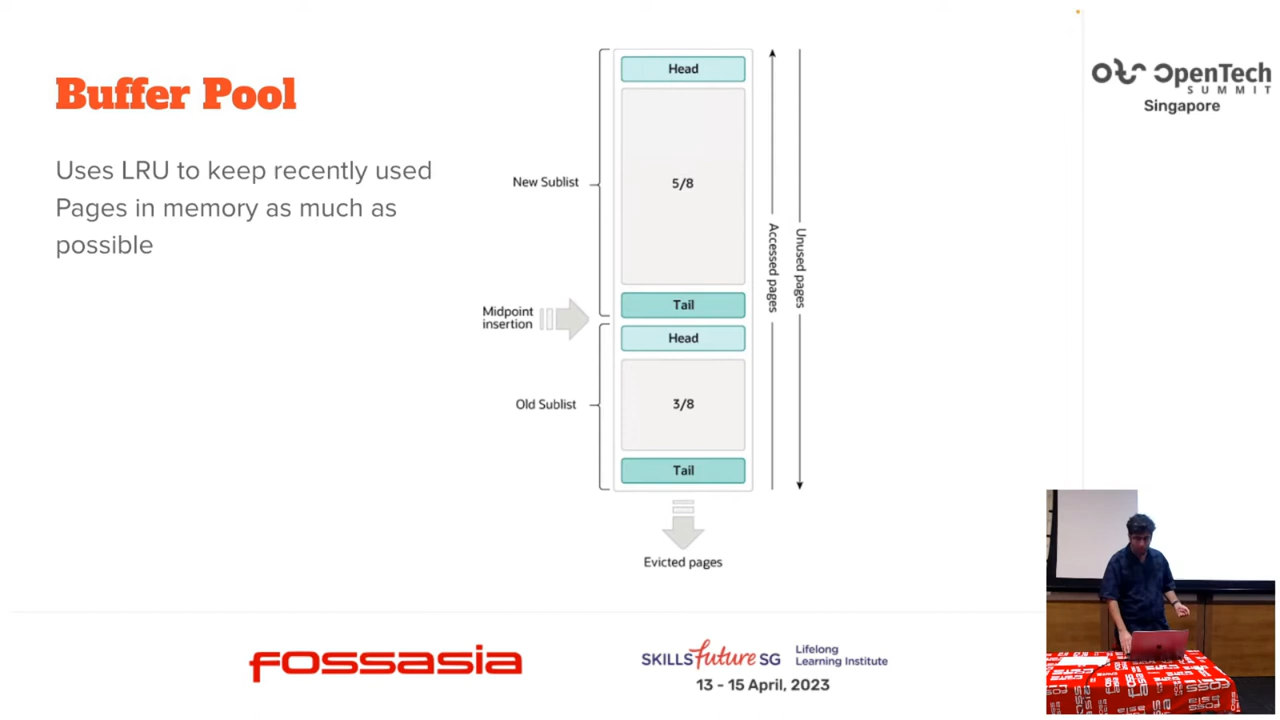 Buffer Pool
Uses LRU to keep recently used
Pages in memory as much as
possible
Head
New Sublist
5/8
Tail
Midpoint
insertion
Head
Old Sublist
3/8
Tail
Evicted pages
Accessed pages
Unused pages
OpenTech
SUMMIT
Singapore
FOSSASIA
SKILLS future SG
Lifelong
Learning Institute
13 - 15 April, 2023